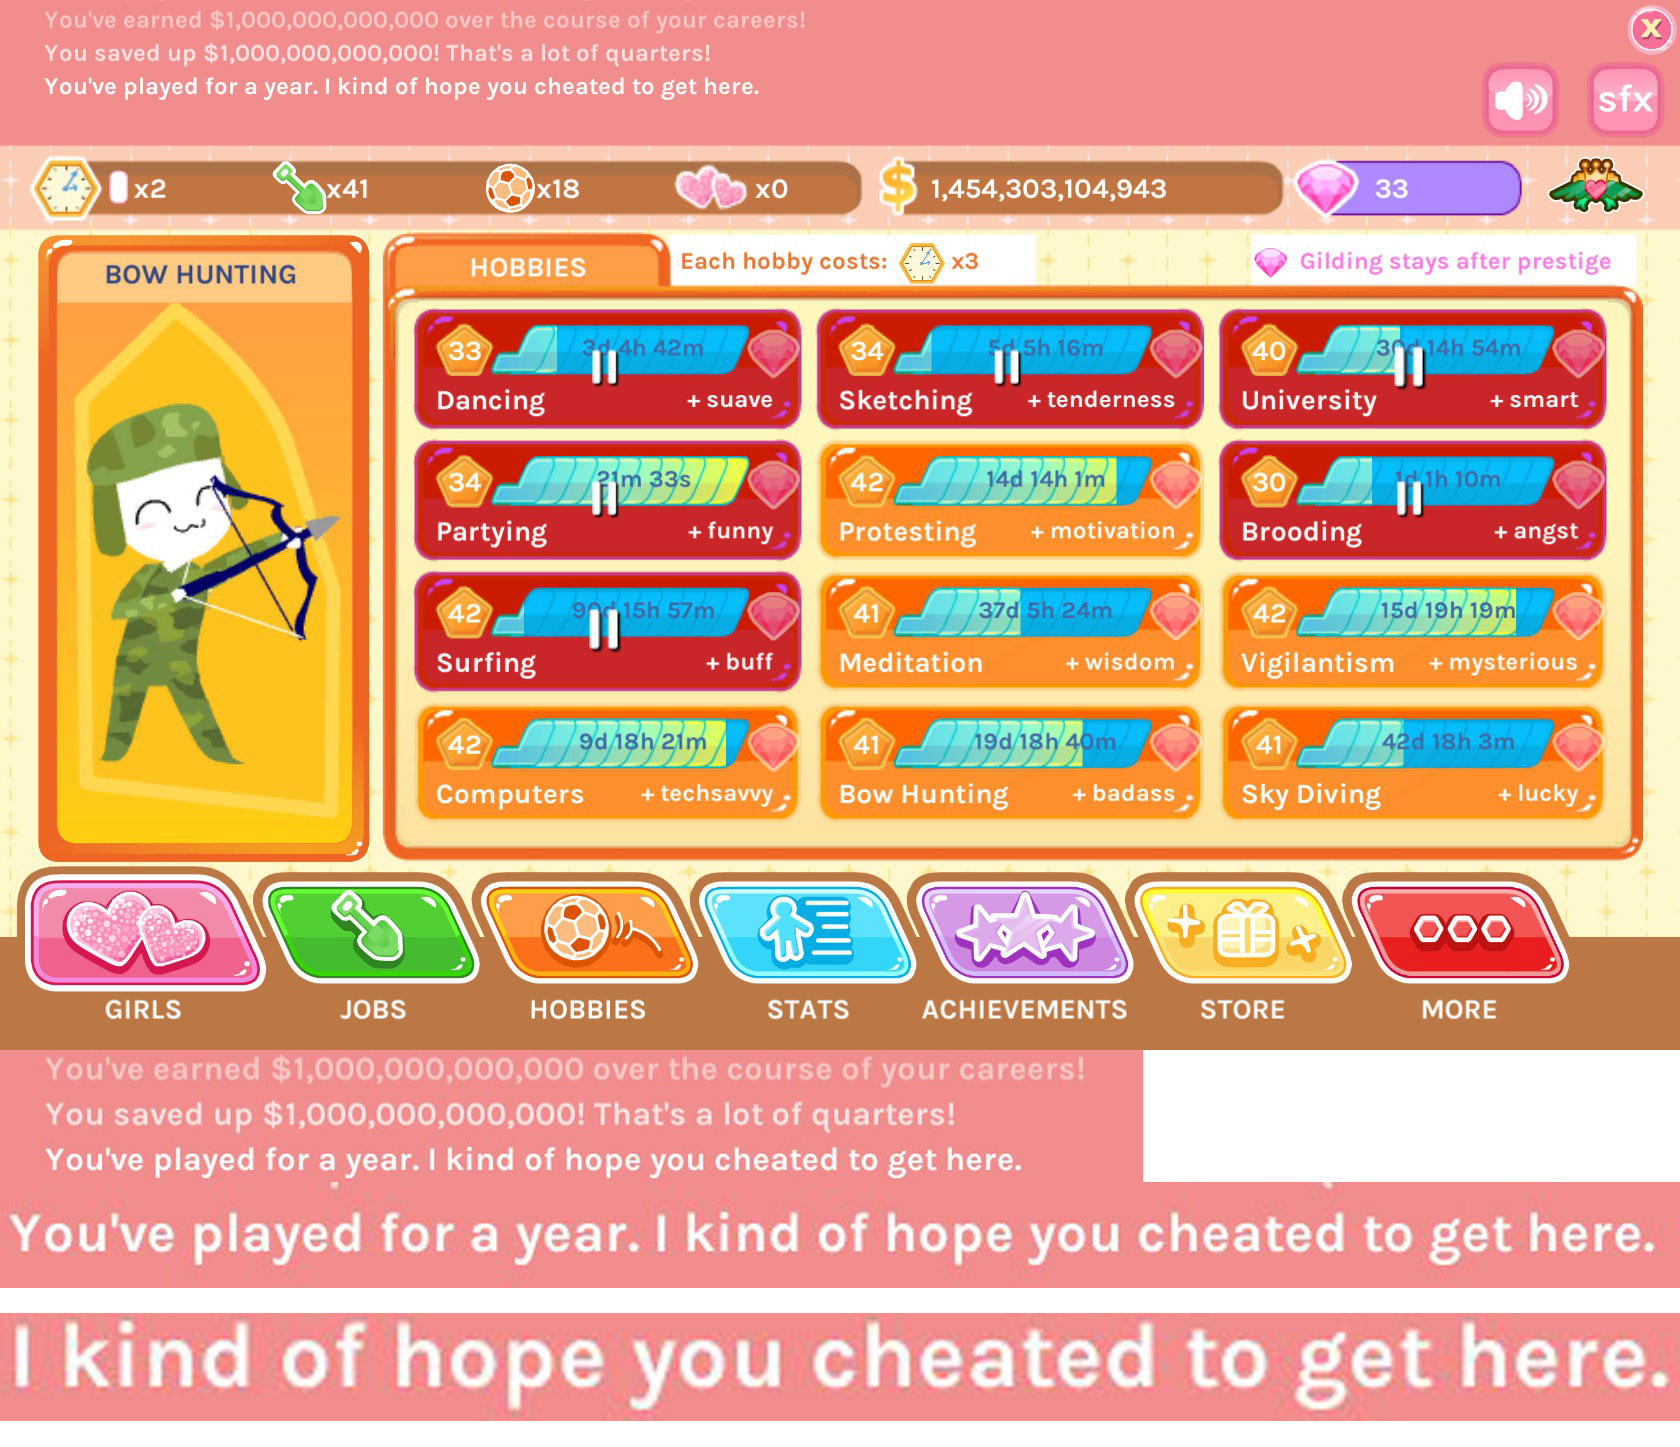 You've earned $1,000,000,000,000 over the course of your careers!
You saved up $1,000,000,000,000! That's a lot of quarters!
You've played for a year. I kind of hope you cheated to get here.
X
sfx
x2
x41
x18
x0
$ 1,454,303,104,943
33
BOW HUNTING
HOBBIES
Each hobby costs: x3
Gilding stays after prestige
33 3d 4h 42m
Dancing + suave
34 5d 5h 16m
Sketching + tenderness
40 30d 14h 54m
University + smart
34 21m 33s
Partying + funny
42 14d 14h 1m
Protesting + motivation
30 1d 1h 10m
Brooding + angst
42 90d 15h 57m
Surfing + buff
41 37d 5h 24m
Meditation + wisdom
42 15d 19h 19m
Vigilantism + mysterious
42 9d 18h 21m
Computers + techsavvy
41 19d 18h 40m
Bow Hunting + badass
41 42d 18h 3m
Sky Diving + lucky
GIRLS
JOBS
HOBBIES
STATS
ACHIEVEMENTS
STORE
MORE
You've earned $1,000,000,000,000 over the course of your careers!
You saved up $1,000,000,000,000! That's a lot of quarters!
You've played for a year. I kind of hope you cheated to get here.
You've played for a year. I kind of hope you cheated to get here.
I kind of hope you cheated to get here.